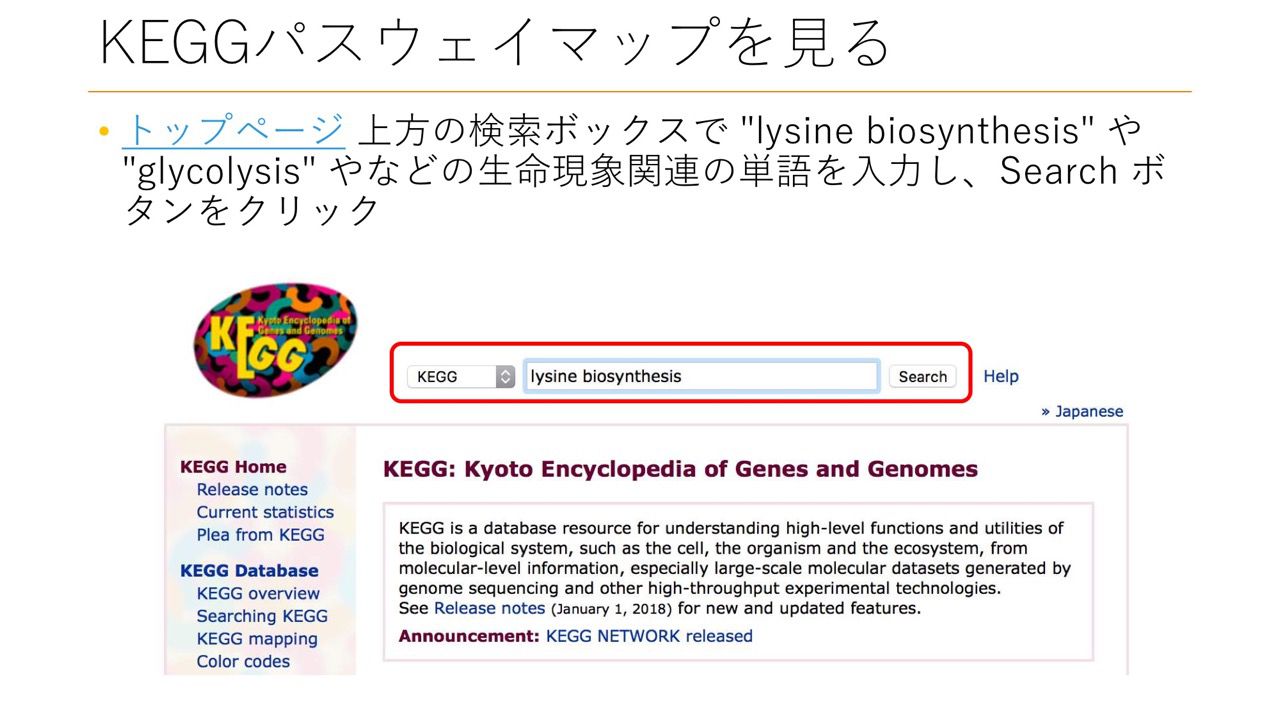 KEGGパスウェイマップを見る
• トップページ 上方の検索ボックスで "lysine biosynthesis" や
"glycolysis" やなどの生命現象関連の単語を入力し、Search ボ
タンをクリック
KEGG
Kyoto Encyclopedia of
Genes and Genomes
KEGG lysine biosynthesis Search Help
» Japanese
KEGG Home
Release notes
Current statistics
Plea from KEGG
KEGG Database
KEGG overview
Searching KEGG
KEGG mapping
Color codes
KEGG: Kyoto Encyclopedia of Genes and Genomes
KEGG is a database resource for understanding high-level functions and utilities of
the biological system, such as the cell, the organism and the ecosystem, from
molecular-level information, especially large-scale molecular datasets generated by
genome sequencing and other high-throughput experimental technologies.
See Release notes (January 1, 2018) for new and updated features.
Announcement: KEGG NETWORK released